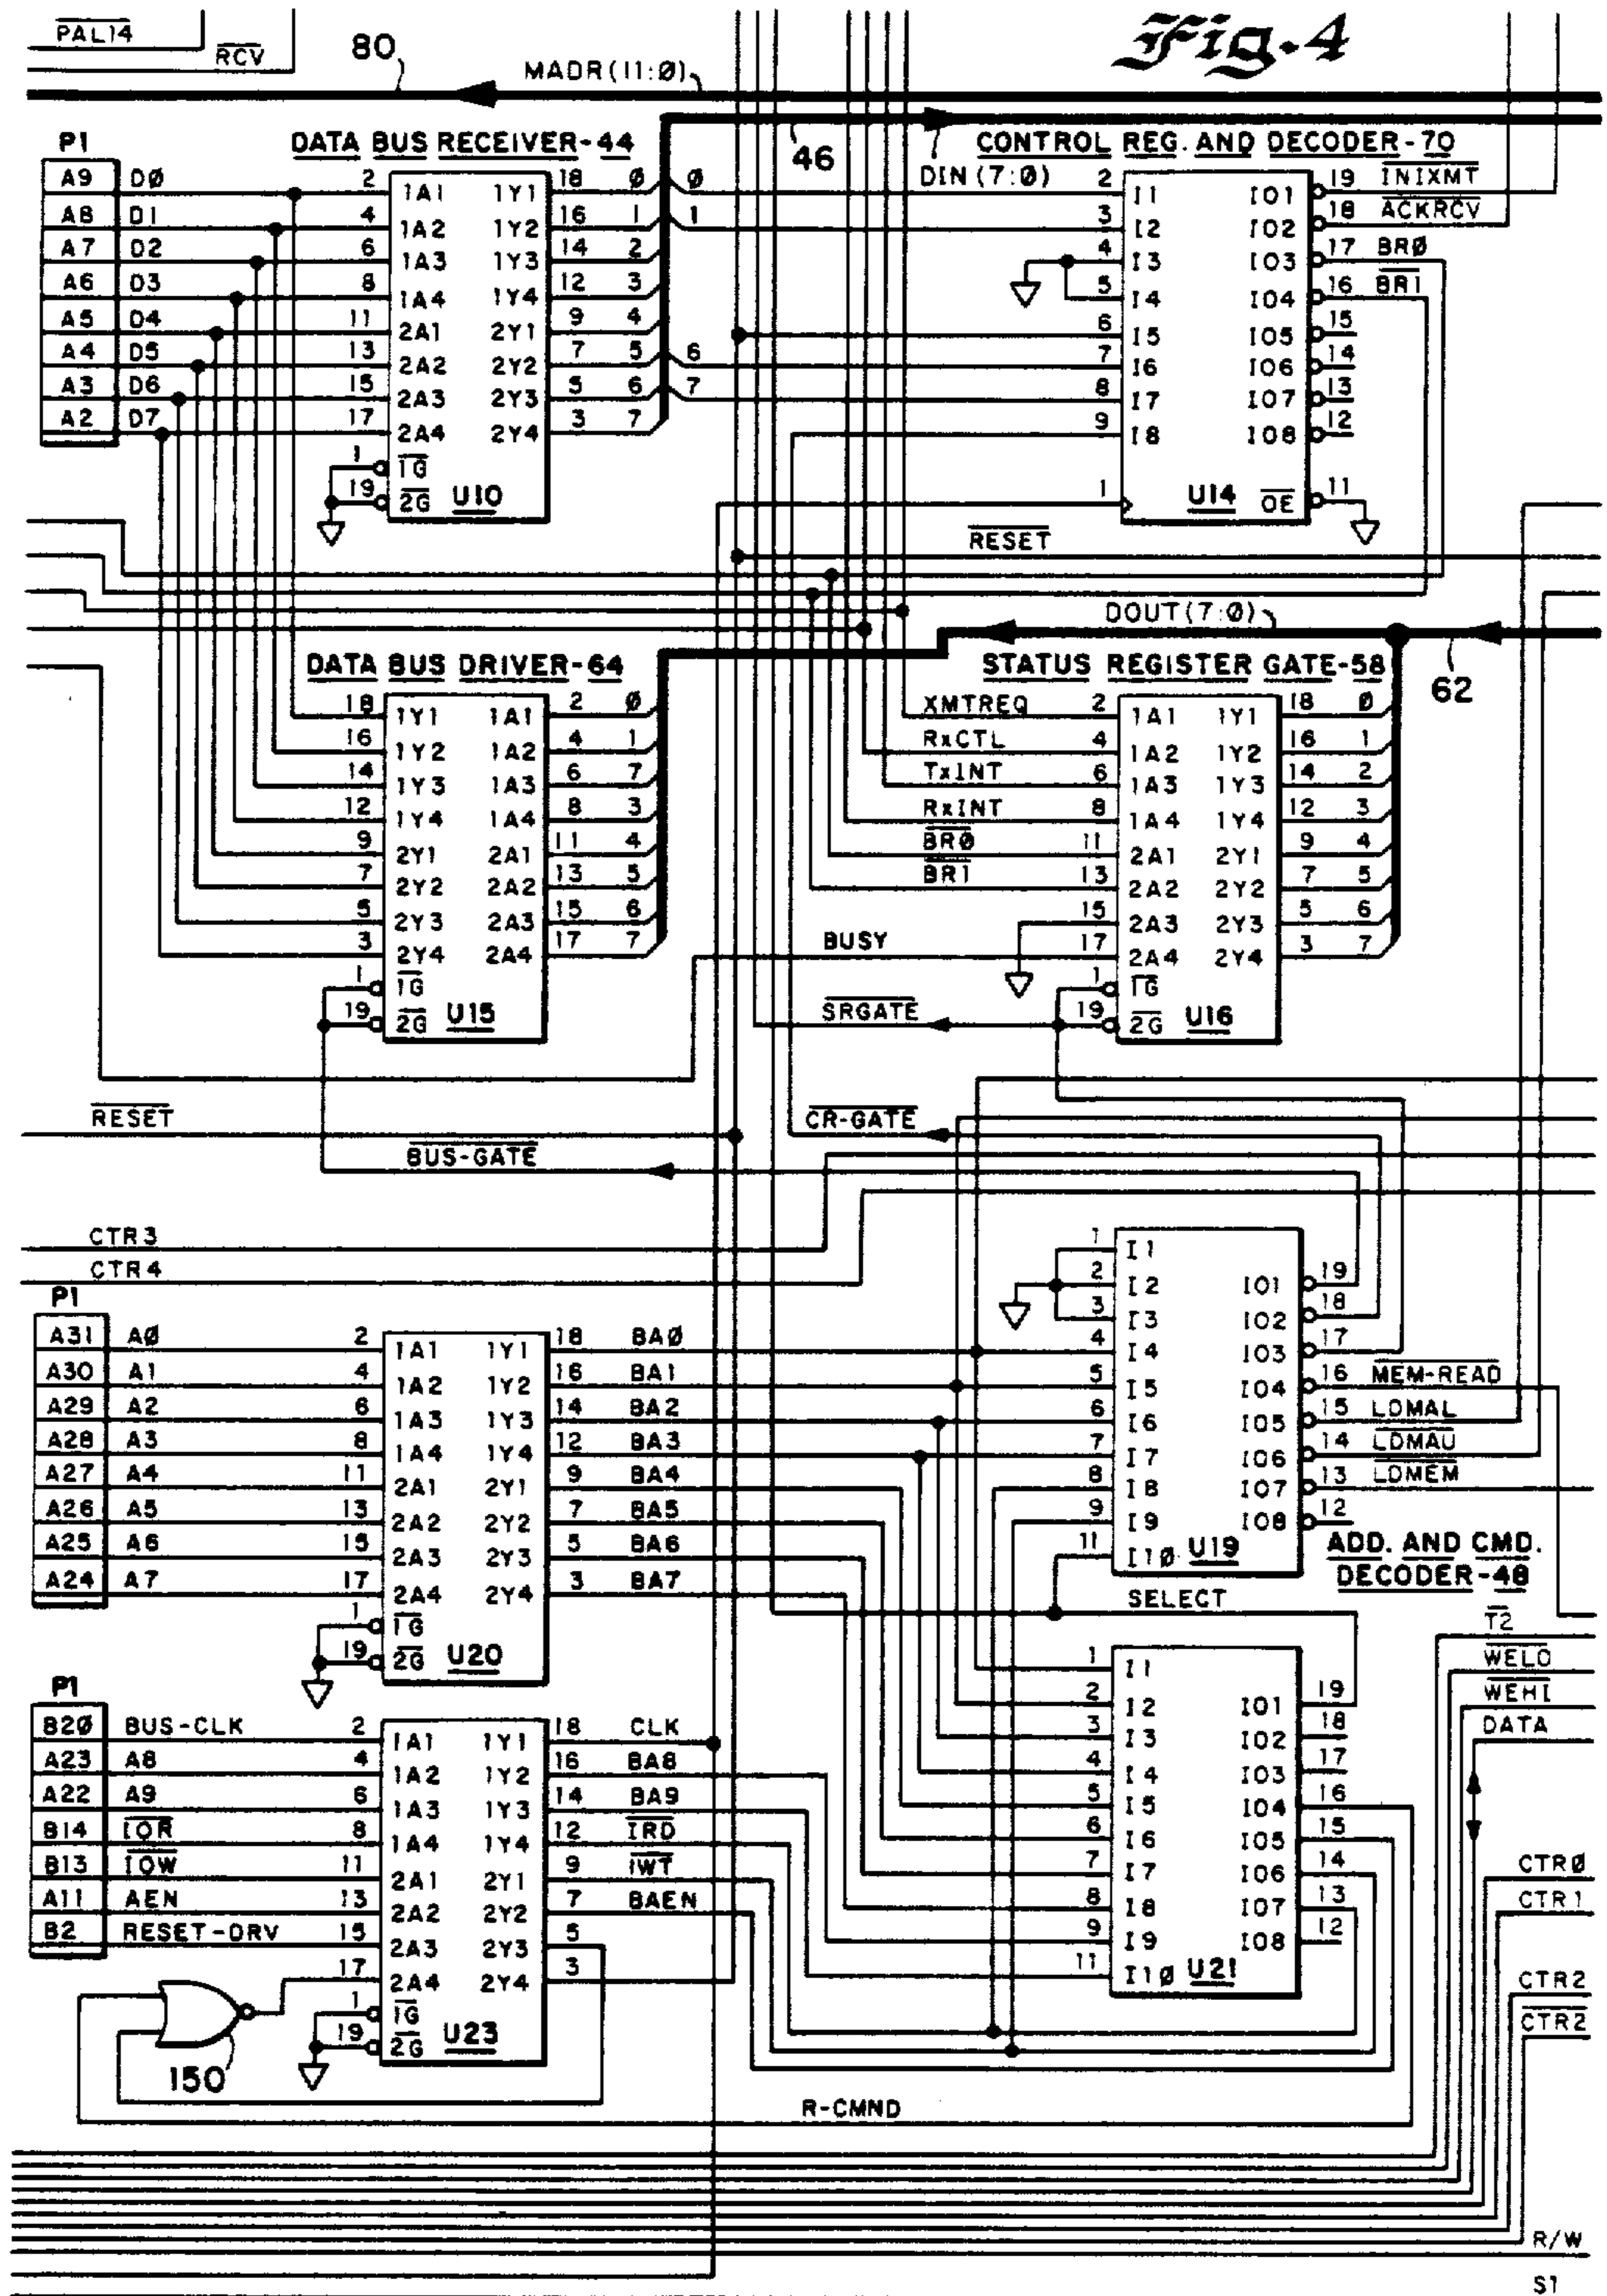 PAL14
RCV
80
MADR(11:0)
Fig-4
P1
DATA BUS RECEIVER-44
46
DIN (7:0)
CONTROL REG. AND DECODER-70
A9 D0 2 1A1 1Y1 18 0 0 2 I1 IO1 19 INIXMT
A8 D1 4 1A2 1Y2 16 1 1 3 I2 IO2 18 ACKRCV
A7 D2 6 1A3 1Y3 14 2 4 I3 IO3 17 BR0
A6 D3 8 1A4 1Y4 12 3 5 I4 IO4 16 BR1
A5 D4 11 2A1 2Y1 9 4 6 I5 IO5 15
A4 D5 13 2A2 2Y2 7 5 6 7 I6 IO6 14
A3 D6 15 2A3 2Y3 5 6 7 8 I7 IO7 13
A2 D7 17 2A4 2Y4 3 7 9 I8 IO8 12
1 1G
19 2G U10 1 U14 OE 11
RESET
DOUT(7:0)
DATA BUS DRIVER-64
STATUS REGISTER GATE-58
62
18 1Y1 1A1 2 0 XMTREQ 2 1A1 1Y1 18 0
16 1Y2 1A2 4 1 RxCTL 4 1A2 1Y2 16 1
14 1Y3 1A3 6 7 TxINT 6 1A3 1Y3 14 2
12 1Y4 1A4 8 3 RxINT 8 1A4 1Y4 12 3
9 2Y1 2A1 11 4 BR0 11 2A1 2Y1 9 4
7 2Y2 2A2 13 5 BR1 13 2A2 2Y2 7 5
5 2Y3 2A3 15 6 15 2A3 2Y3 5 6
3 2Y4 2A4 17 7 BUSY 17 2A4 2Y4 3 7
1 1G 1 1G
19 2G U15 SRGATE 19 2G U16
RESET
CR-GATE
BUS-GATE
CTR3
CTR4
1 I1
2 I2 IO1 19
3 I3 IO2 18
P1
A31 A0 2 1A1 1Y1 18 BA0 4 I4 IO3 17
A30 A1 4 1A2 1Y2 16 BA1 5 I5 IO4 16 MEM-READ
A29 A2 6 1A3 1Y3 14 BA2 6 I6 IO5 15 LDMAL
A28 A3 8 1A4 1Y4 12 BA3 7 I7 IO6 14 LDMAU
A27 A4 11 2A1 2Y1 9 BA4 8 I8 IO7 13 LDMEM
A26 A5 13 2A2 2Y2 7 BA5 9 I9 IO8 12
A25 A6 15 2A3 2Y3 5 BA6 11 I10 U19
A24 A7 17 2A4 2Y4 3 BA7
ADD. AND CMD.
DECODER-48
SELECT
1 1G
19 2G U20
T2
WELO
WEHI
DATA
1 I1
2 I2 IO1 19
3 I3 IO2 18
4 I4 IO3 17
5 I5 IO4 16
6 I6 IO5 15
7 I7 IO6 14
8 I8 IO7 13
9 I9 IO8 12
11 I10 U21
P1
B20 BUS-CLK 2 1A1 1Y1 18 CLK
A23 A8 4 1A2 1Y2 16 BA8
A22 A9 6 1A3 1Y3 14 BA9
B14 IOR 8 1A4 1Y4 12 IRD
B13 IOW 11 2A1 2Y1 9 IWT
A11 AEN 13 2A2 2Y2 7 BAEN
B2 RESET-DRV 15 2A3 2Y3 5
17 2A4 2Y4 3
1 1G
19 2G U23
150
CTR0
CTR1
CTR2
CTR2
R-CMND
R/W
S1